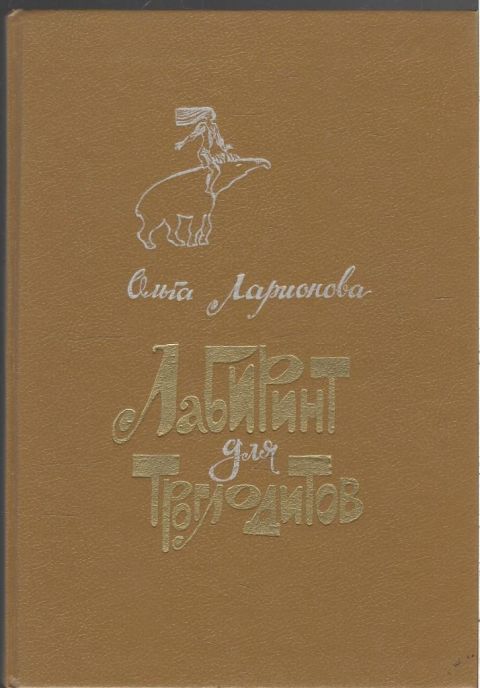 Ольга Ларионова
Лабиринт
для
Троглодитов